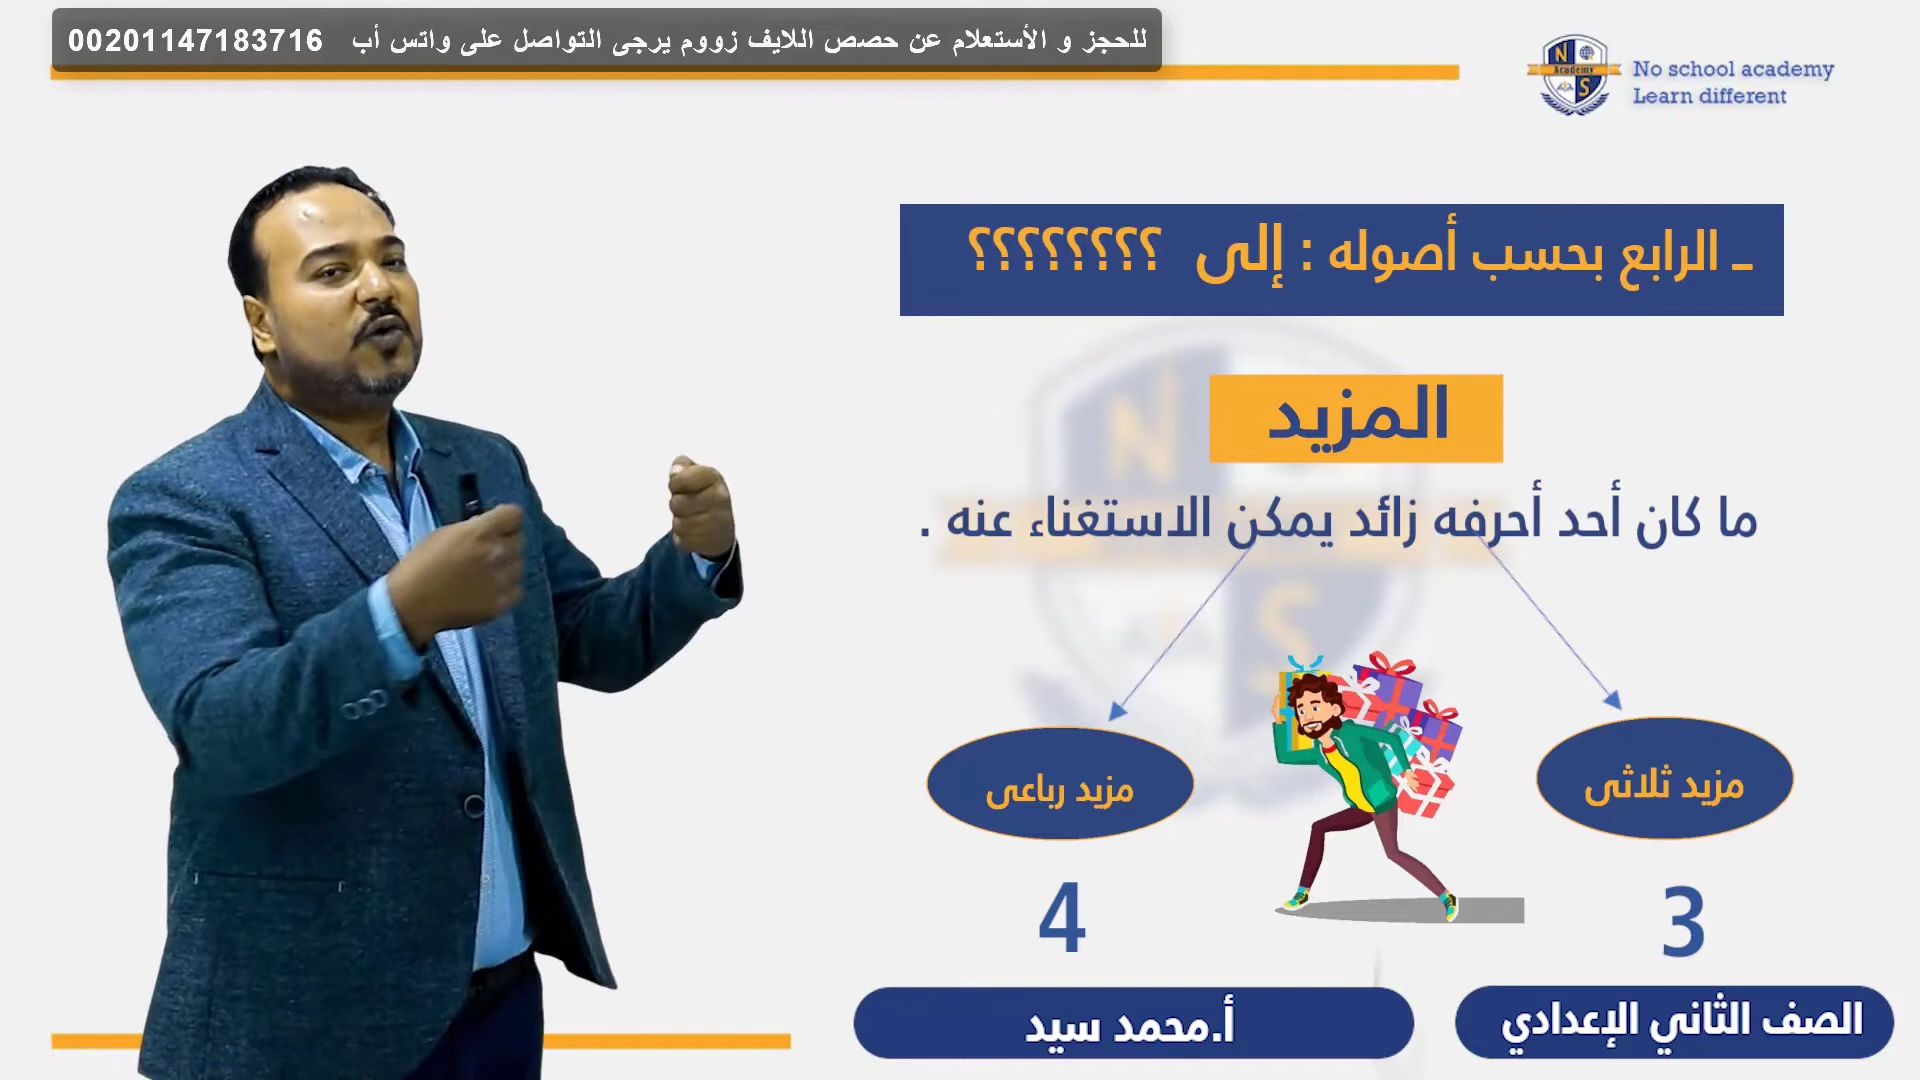 للحجز و الأستعلام عن حصص اللايف زووم يرجى التواصل على واتس أب 00201147183716
No school academy
Learn different
N
Academy
S
ـ الرابع بحسب أصوله : إلى ؟؟؟؟؟؟؟؟
المزيد
ما كان أحد أحرفه زائد يمكن الاستغناء عنه .
مزيد ثلاثى
مزيد رباعى
3
4
الصف الثاني الإعدادي
أ.محمد سيد